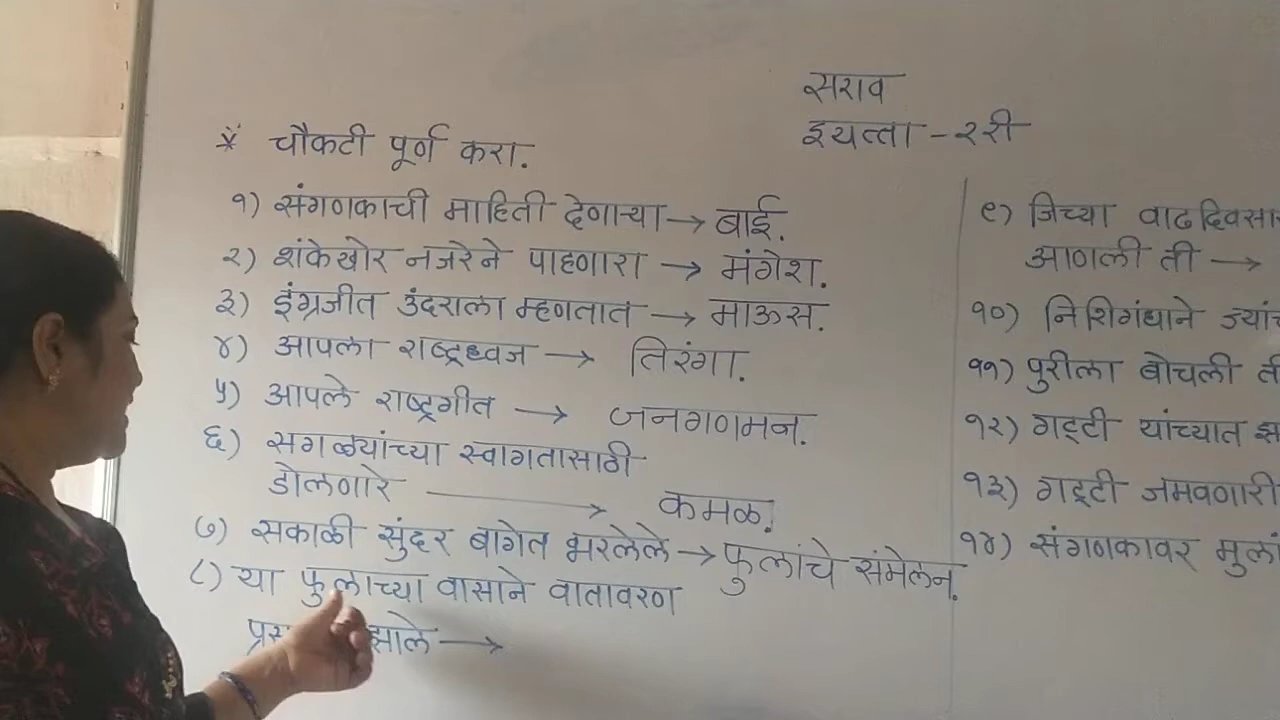 सराव
इयत्ता - २री
* चौकटी पूर्ण करा.
१) संगणकाची माहिती देणाऱ्या → बाई.
२) शंकेखोर नजरेने पाहणारा → मंगेश.
३) इंग्रजीत उंदराला म्हणतात → माऊस.
४) आपला राष्ट्रध्वज → तिरंगा.
५) आपले राष्ट्रगीत → जनगणमन.
६) सगळ्यांच्या स्वागतासाठी
डोलणारे → कमळ.
७) सकाळी सुंदर बागेत भरलेले → फुलांचे संमेलन.
८) या फुलाच्या वासाने वातावरण
झाले →
९) जिच्या
आणली ती →
१०) निशिगंधाने
११) पुरीला बोचली ती
१२) गट्टी यांच्यात
१३) गट्टी जमवणारी
१४) संगणकावर